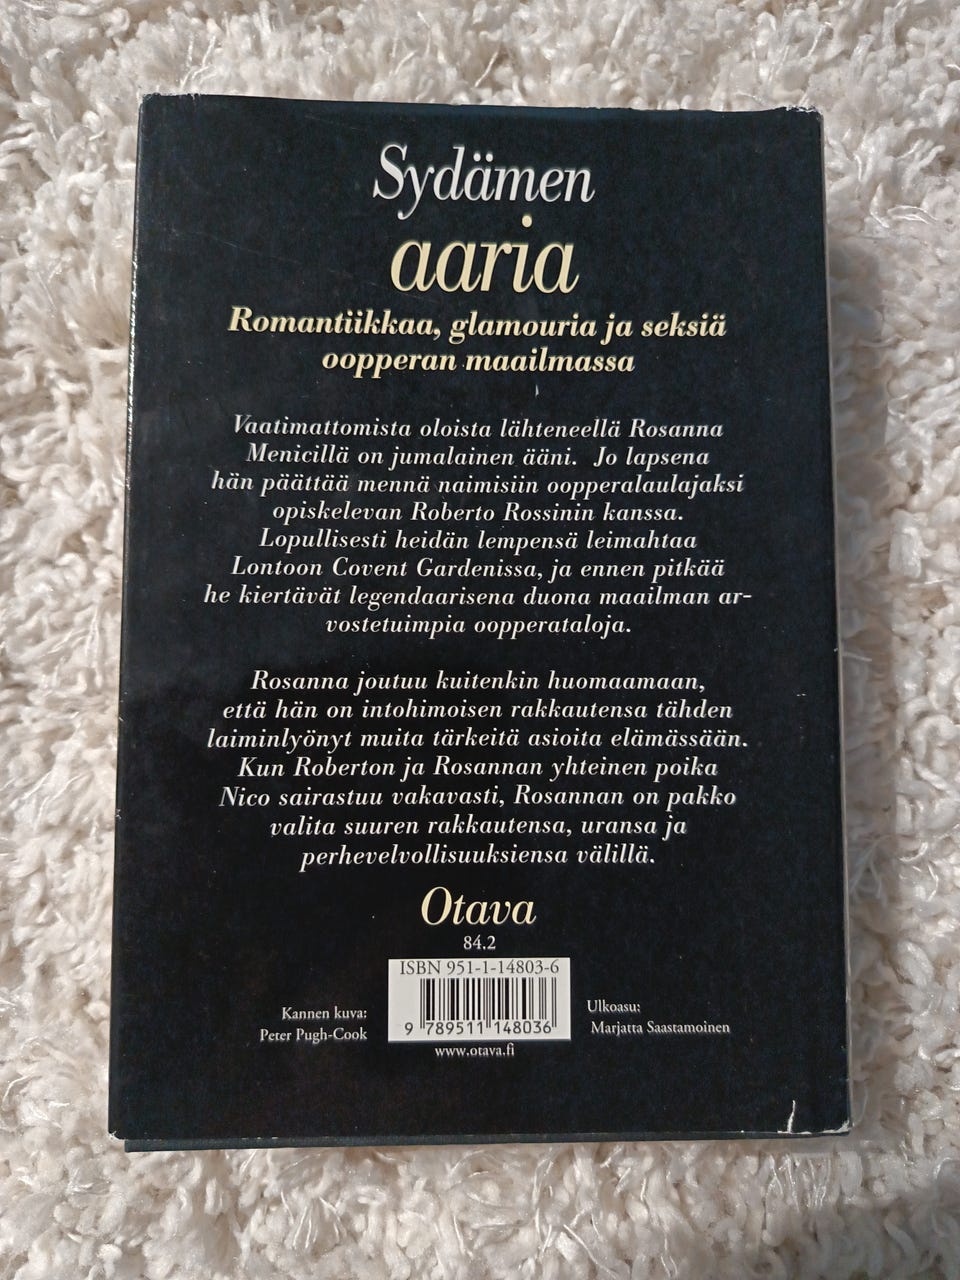 Sydämen
aaria
Romantiikkaa, glamouria ja seksiä
oopperan maailmassa
Vaatimattomista oloista lähteneellä Rosanna
Menicillä on jumalainen ääni. Jo lapsena
hän päättää mennä naimisiin oopperalaulajaksi
opiskelevan Roberto Rossinin kanssa.
Lopullisesti heidän lempensä leimahtaa
Lontoon Covent Gardenissa, ja ennen pitkää
he kiertävät legendaarisena duona maailman ar-
vostetuimpia oopperataloja.
Rosanna joutuu kuitenkin huomaamaan,
että hän on intohimoisen rakkautensa tähden
laiminlyönyt muita tärkeitä asioita elämässään.
Kun Roberton ja Rosannan yhteinen poika
Nico sairastuu vakavasti, Rosannan on pakko
valita suuren rakkautensa, uransa ja
perhevelvollisuuksiensa välillä.
Otava
84.2
ISBN 951-1-14803-6
9 789511 148036
www.otava.fi
Kannen kuva:
Peter Pugh-Cook
Ulkoasu:
Marjatta Saastamoinen